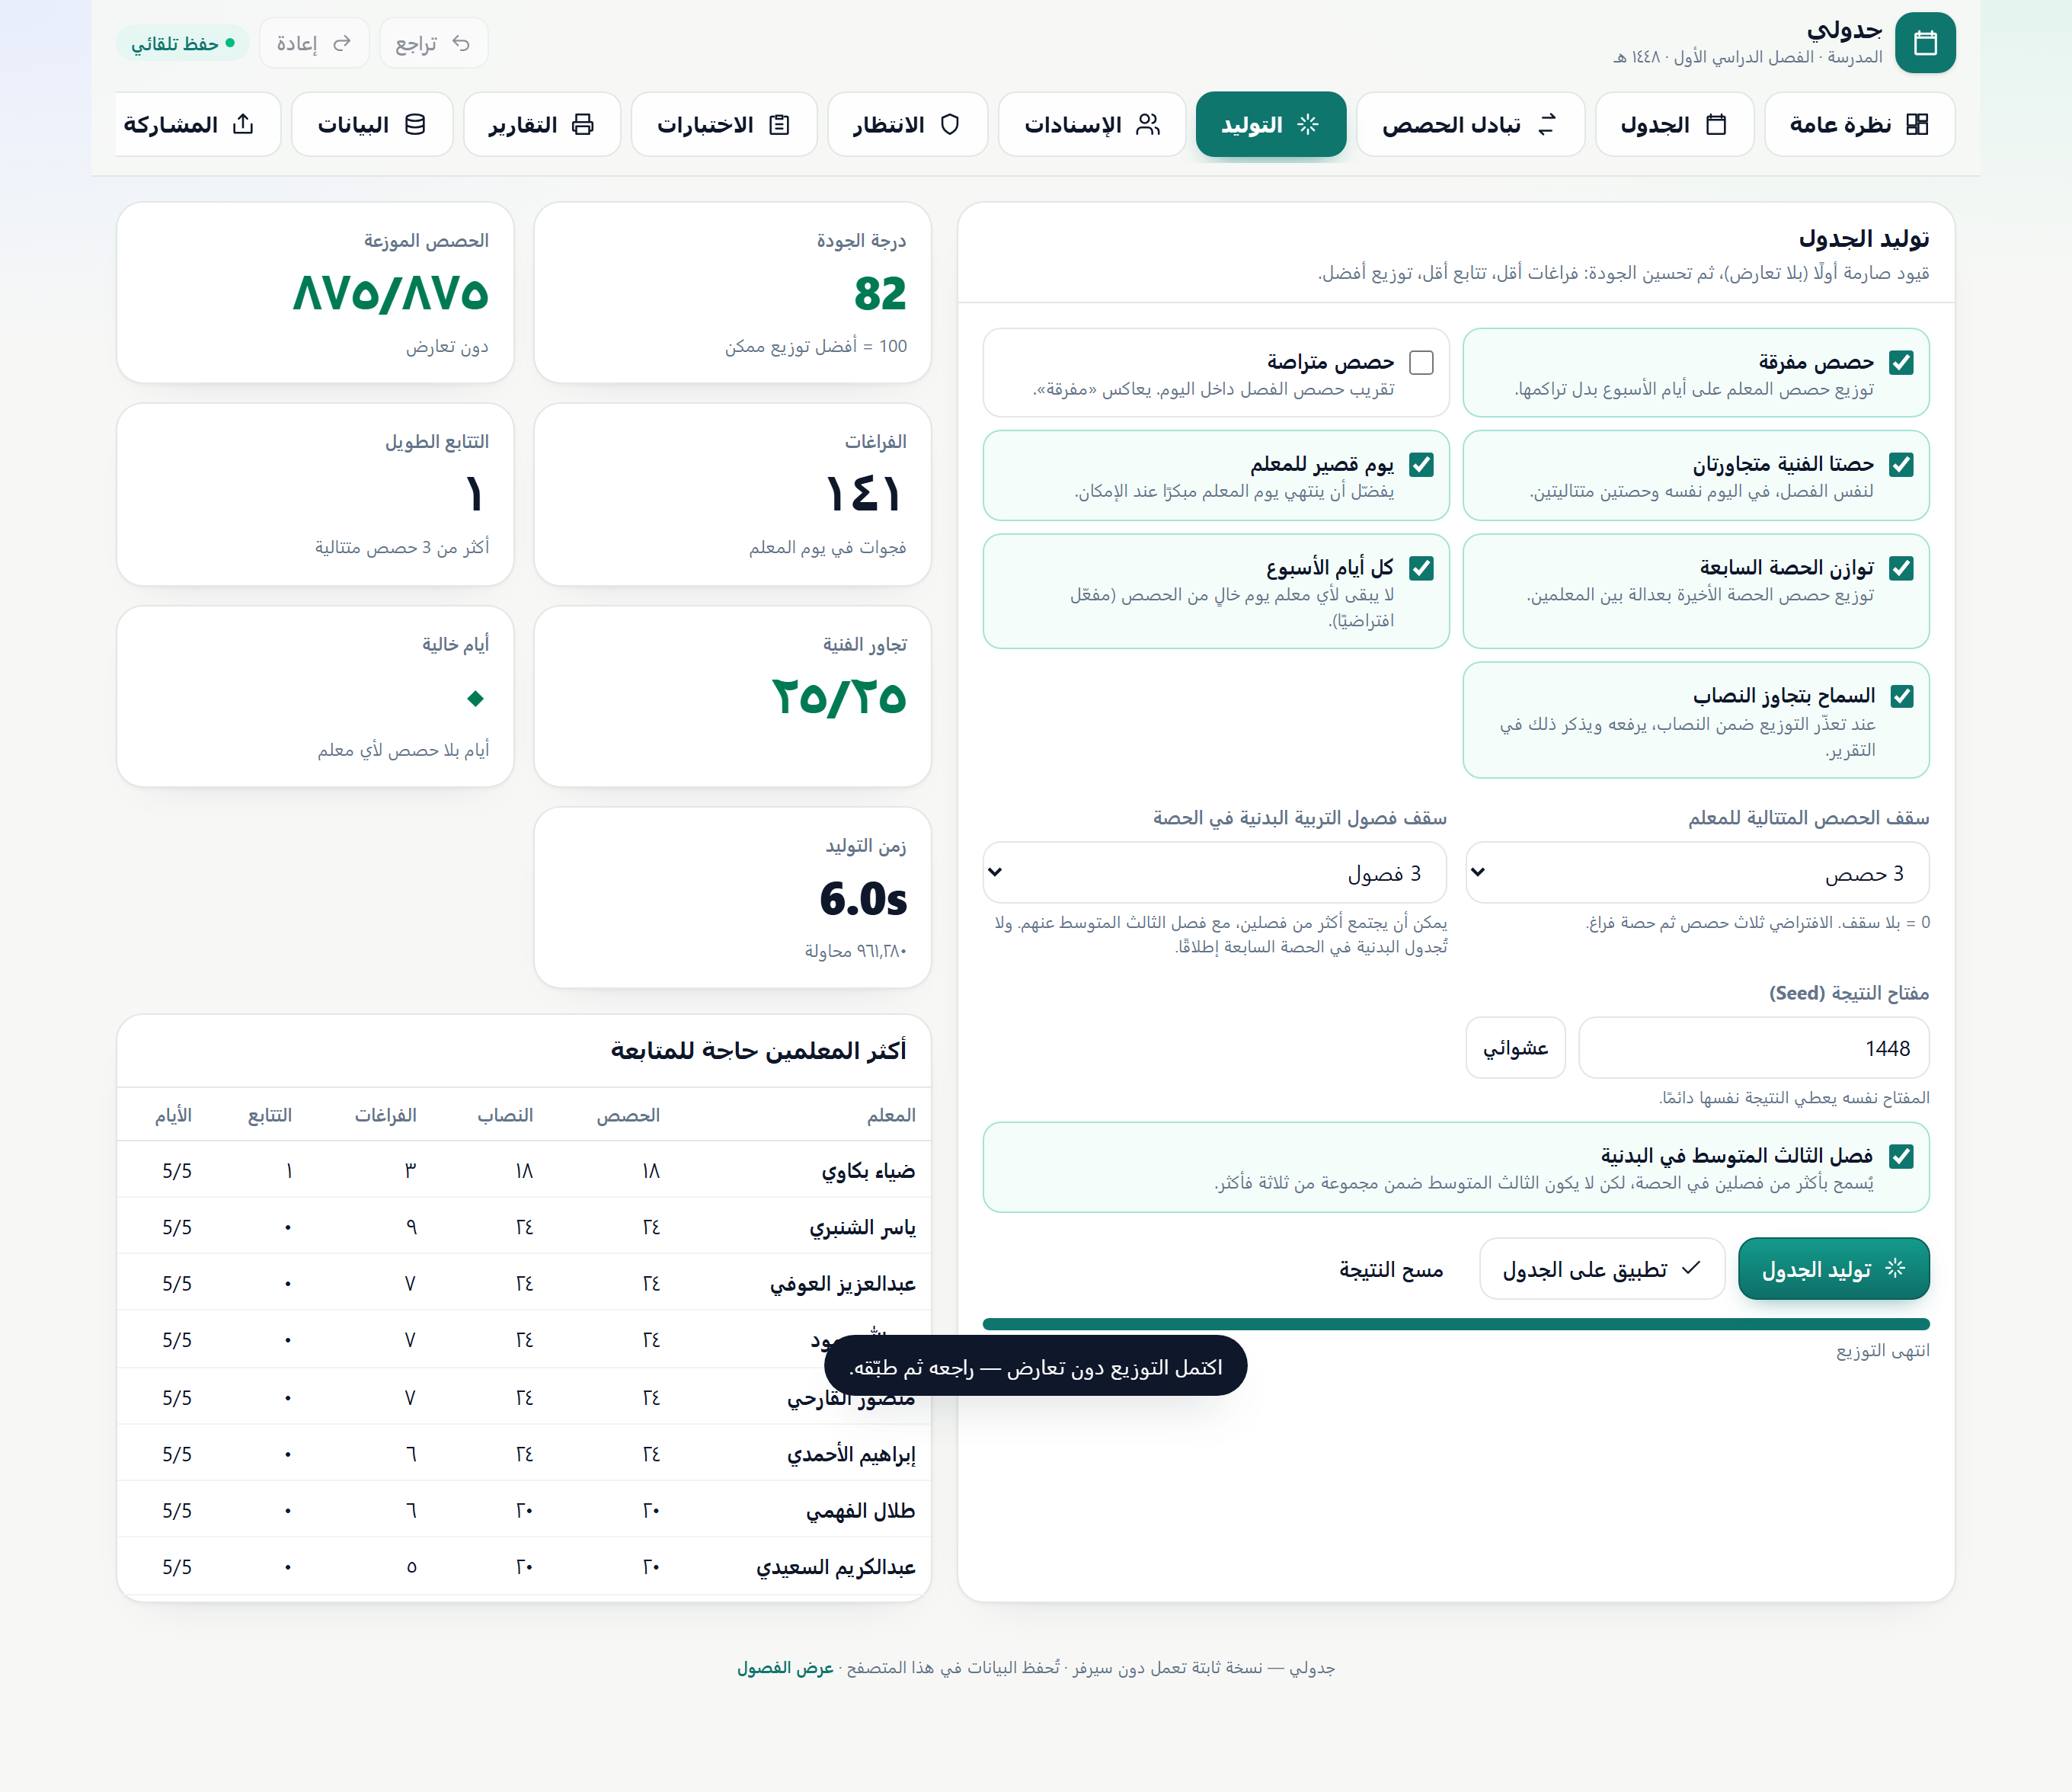 جدولي
المدرسة · الفصل الدراسي الأول · ١٤٤٨ هـ
تراجع
إعادة
حفظ تلقائي
نظرة عامة
الجدول
تبادل الحصص
التوليد
الإسنادات
الانتظار
الاختبارات
التقارير
البيانات
المشاركة
توليد الجدول
قيود صارمة أولًا (بلا تعارض)، ثم تحسين الجودة: فراغات أقل، تتابع أقل، توزيع أفضل.
حصص مفرقة
توزيع حصص المعلم على أيام الأسبوع بدل تراكمها.
حصص متراصة
تقريب حصص الفصل داخل اليوم. يعاكس «مفرقة».
حصتا الفنية متجاورتان
لنفس الفصل، في اليوم نفسه وحصتين متتاليتين.
يوم قصير للمعلم
يفضّل أن ينتهي يوم المعلم مبكرًا عند الإمكان.
توازن الحصة السابعة
توزيع حصص الحصة الأخيرة بعدالة بين المعلمين.
كل أيام الأسبوع
لا يبقى لأي معلم يوم خالٍ من الحصص (مفعّل
افتراضيًا).
السماح بتجاوز النصاب
عند تعذّر التوزيع ضمن النصاب، يرفعه ويذكر ذلك في
التقرير.
سقف الحصص المتتالية للمعلم
3 حصص
0 = بلا سقف. الافتراضي ثلاث حصص ثم حصة فراغ.
سقف فصول التربية البدنية في الحصة
3 فصول
يمكن أن يجتمع أكثر من فصلين، مع فصل الثالث المتوسط عنهم. ولا
تُجدول البدنية في الحصة السابعة إطلاقًا.
مفتاح النتيجة (Seed)
1448
عشوائي
المفتاح نفسه يعطي النتيجة نفسها دائمًا.
فصل الثالث المتوسط في البدنية
يُسمح بأكثر من فصلين في الحصة، لكن لا يكون الثالث المتوسط ضمن مجموعة من ثلاثة فأكثر.
توليد الجدول
تطبيق على الجدول
مسح النتيجة
انتهى التوزيع
درجة الجودة
82
100 = أفضل توزيع ممكن
الحصص الموزعة
٨٧٥/٨٧٥
دون تعارض
الفراغات
١٤١
فجوات في يوم المعلم
التتابع الطويل
١
أكثر من 3 حصص متتالية
تجاور الفنية
٢٥/٢٥
أيام خالية
٠
أيام بلا حصص لأي معلم
زمن التوليد
6.0s
٩٦١,٢٨٠ محاولة
أكثر المعلمين حاجة للمتابعة
المعلم الحصص النصاب الفراغات التتابع الأيام
ضياء بكاوي ١٨ ١٨ ٣ ١ 5/5
ياسر الشنبري ٢٤ ٢٤ ٩ ٠ 5/5
عبدالعزيز العوفي ٢٤ ٢٤ ٧ ٠ 5/5
٢٤ ٢٤ ٧ ٠ 5/5
منصور القارحي ٢٤ ٢٤ ٧ ٠ 5/5
إبراهيم الأحمدي ٢٤ ٢٤ ٦ ٠ 5/5
طلال الفهمي ٢٠ ٢٠ ٦ ٠ 5/5
عبدالكريم السعيدي ٢٠ ٢٠ ٥ ٠ 5/5
اكتمل التوزيع دون تعارض — راجعه ثم طبّقه.
جدولي — نسخة ثابتة تعمل دون سيرفر · تُحفظ البيانات في هذا المتصفح · عرض الفصول